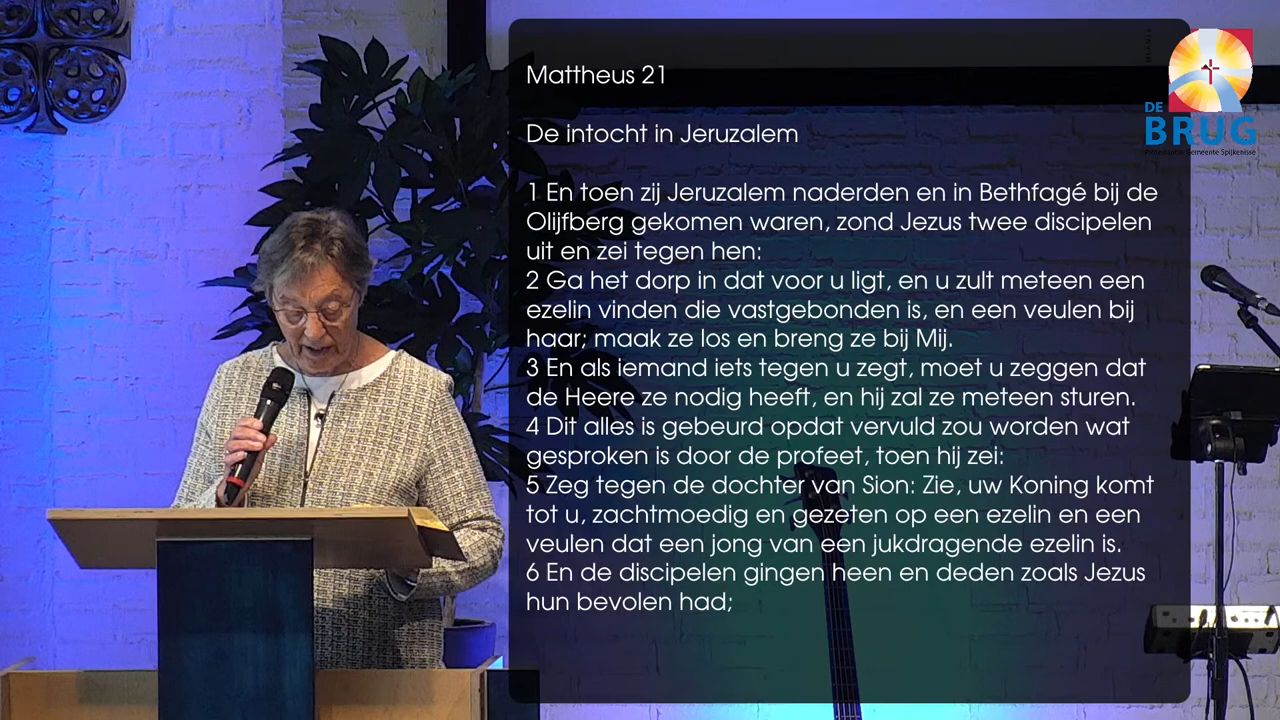 Mattheus 21
De intocht in Jeruzalem
1 En toen zij Jeruzalem naderden en in Bethfagé bij de
Olijfberg gekomen waren, zond Jezus twee discipelen
uit en zei tegen hen:
2 Ga het dorp in dat voor u ligt, en u zult meteen een
ezelin vinden die vastgebonden is, en een veulen bij
haar; maak ze los en breng ze bij Mij.
3 En als iemand iets tegen u zegt, moet u zeggen dat
de Heere ze nodig heeft, en hij zal ze meteen sturen.
4 Dit alles is gebeurd opdat vervuld zou worden wat
gesproken is door de profeet, toen hij zei:
5 Zeg tegen de dochter van Sion: Zie, uw Koning komt
tot u, zachtmoedig en gezeten op een ezelin en een
veulen dat een jong van een jukdragende ezelin is.
6 En de discipelen gingen heen en deden zoals Jezus
hun bevolen had;
DE
BRUG
Protestantse Gemeente Spijkenisse